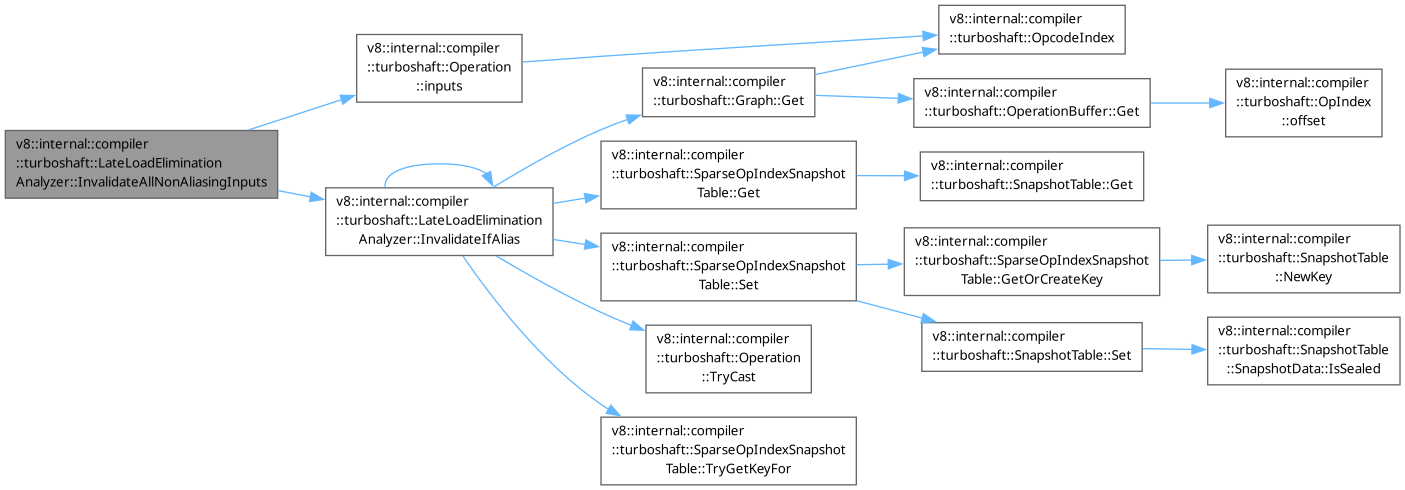 v8::internal::compiler
::turboshaft::LateLoadElimination
Analyzer::InvalidateAllNonAliasingInputs
v8::internal::compiler
::turboshaft::Operation
::inputs
v8::internal::compiler
::turboshaft::OpcodeIndex
v8::internal::compiler
::turboshaft::LateLoadElimination
Analyzer::InvalidateIfAlias
v8::internal::compiler
::turboshaft::Graph::Get
v8::internal::compiler
::turboshaft::OperationBuffer::Get
v8::internal::compiler
::turboshaft::OpIndex
::offset
v8::internal::compiler
::turboshaft::SparseOpIndexSnapshot
Table::Get
v8::internal::compiler
::turboshaft::SnapshotTable::Get
v8::internal::compiler
::turboshaft::SparseOpIndexSnapshot
Table::Set
v8::internal::compiler
::turboshaft::SparseOpIndexSnapshot
Table::GetOrCreateKey
v8::internal::compiler
::turboshaft::SnapshotTable
::NewKey
v8::internal::compiler
::turboshaft::SnapshotTable::Set
v8::internal::compiler
::turboshaft::SnapshotTable
::SnapshotData::IsSealed
v8::internal::compiler
::turboshaft::Operation
::TryCast
v8::internal::compiler
::turboshaft::SparseOpIndexSnapshot
Table::TryGetKeyFor